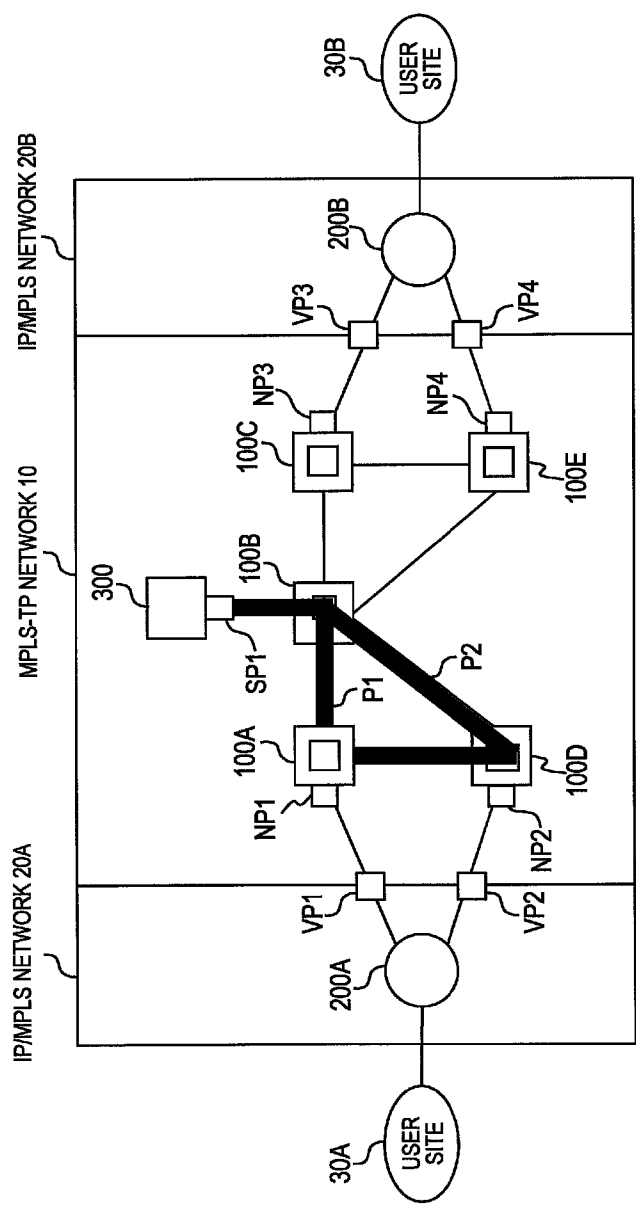 IP/MPLS NETWORK 20A
MPLS-TP NETWORK 10
IP/MPLS NETWORK 20B
300
SP1
100A
100B
100C
NP1
P1
NP3
VP1
VP3
30A
USER
SITE
200A
200B
30B
USER
SITE
VP2
P2
VP4
NP2
NP4
100D
100E